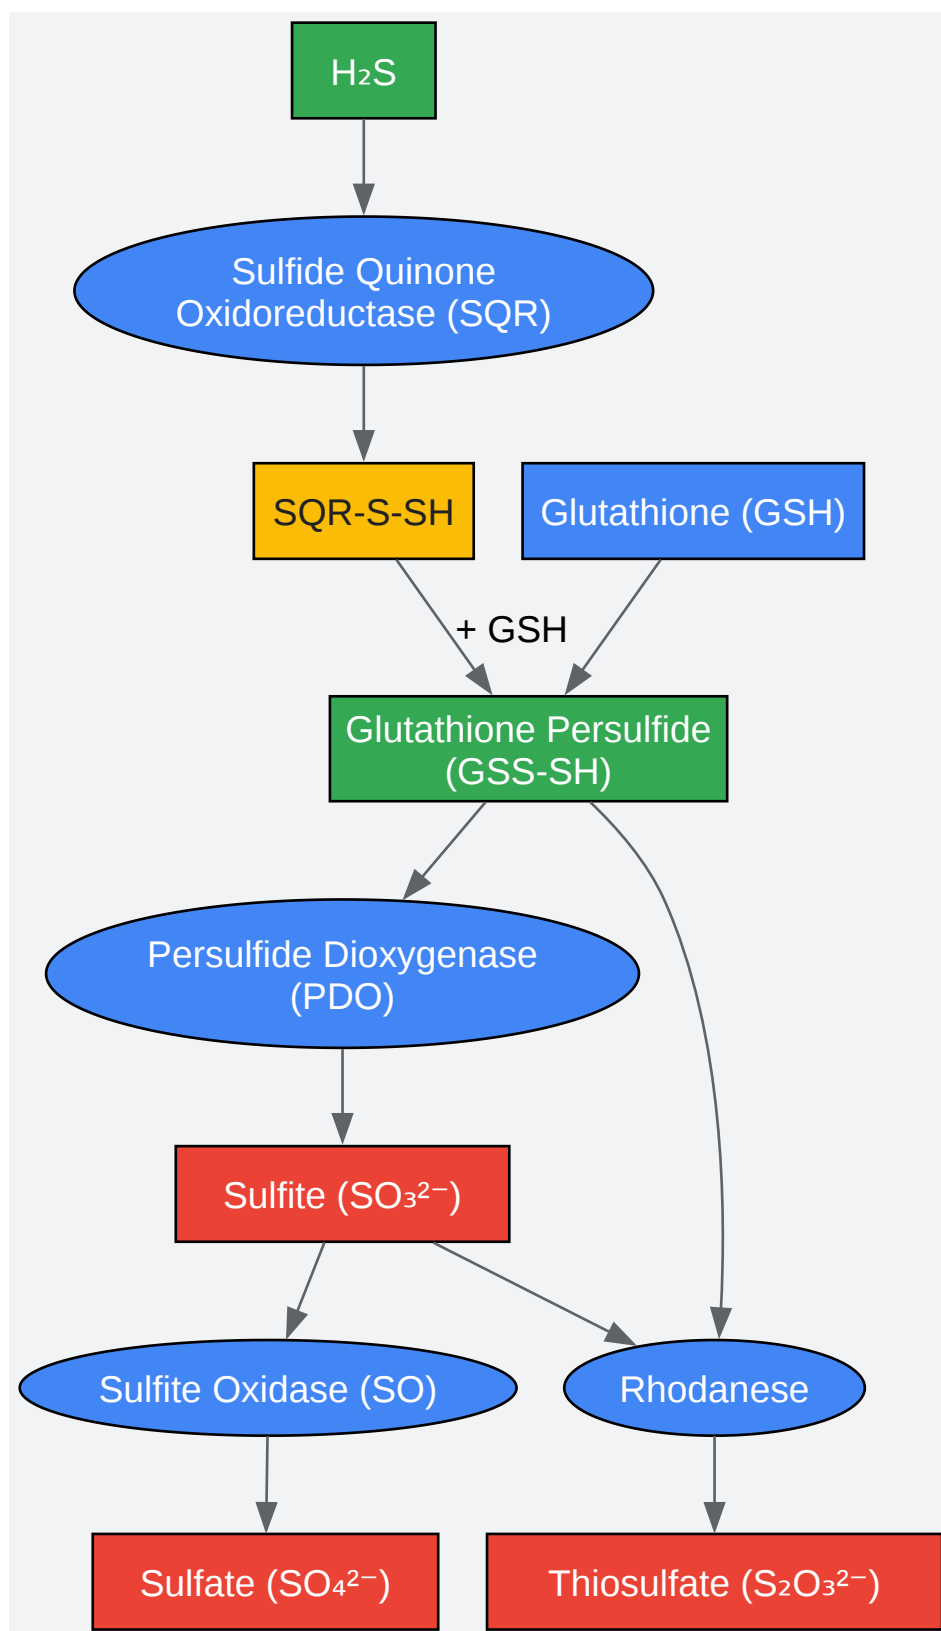 H₂S
Sulfide Quinone
Oxidoreductase (SQR)
SQR-S-SH
Glutathione (GSH)
+ GSH
Glutathione Persulfide
(GSS-SH)
Persulfide Dioxygenase
(PDO)
Sulfite (SO₃²⁻)
Sulfite Oxidase (SO)
Rhodanese
Sulfate (SO₄²⁻)
Thiosulfate (S₂O₃²⁻)